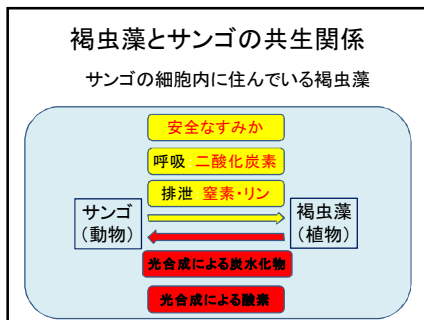 褐虫藻とサンゴの共生関係
サンゴの細胞内に住んでいる褐虫藻
安全なすみか
呼吸 二酸化炭素
排泄 窒素・リン
サンゴ
（動物）
褐虫藻
（植物）
光合成による炭水化物
光合成による酸素